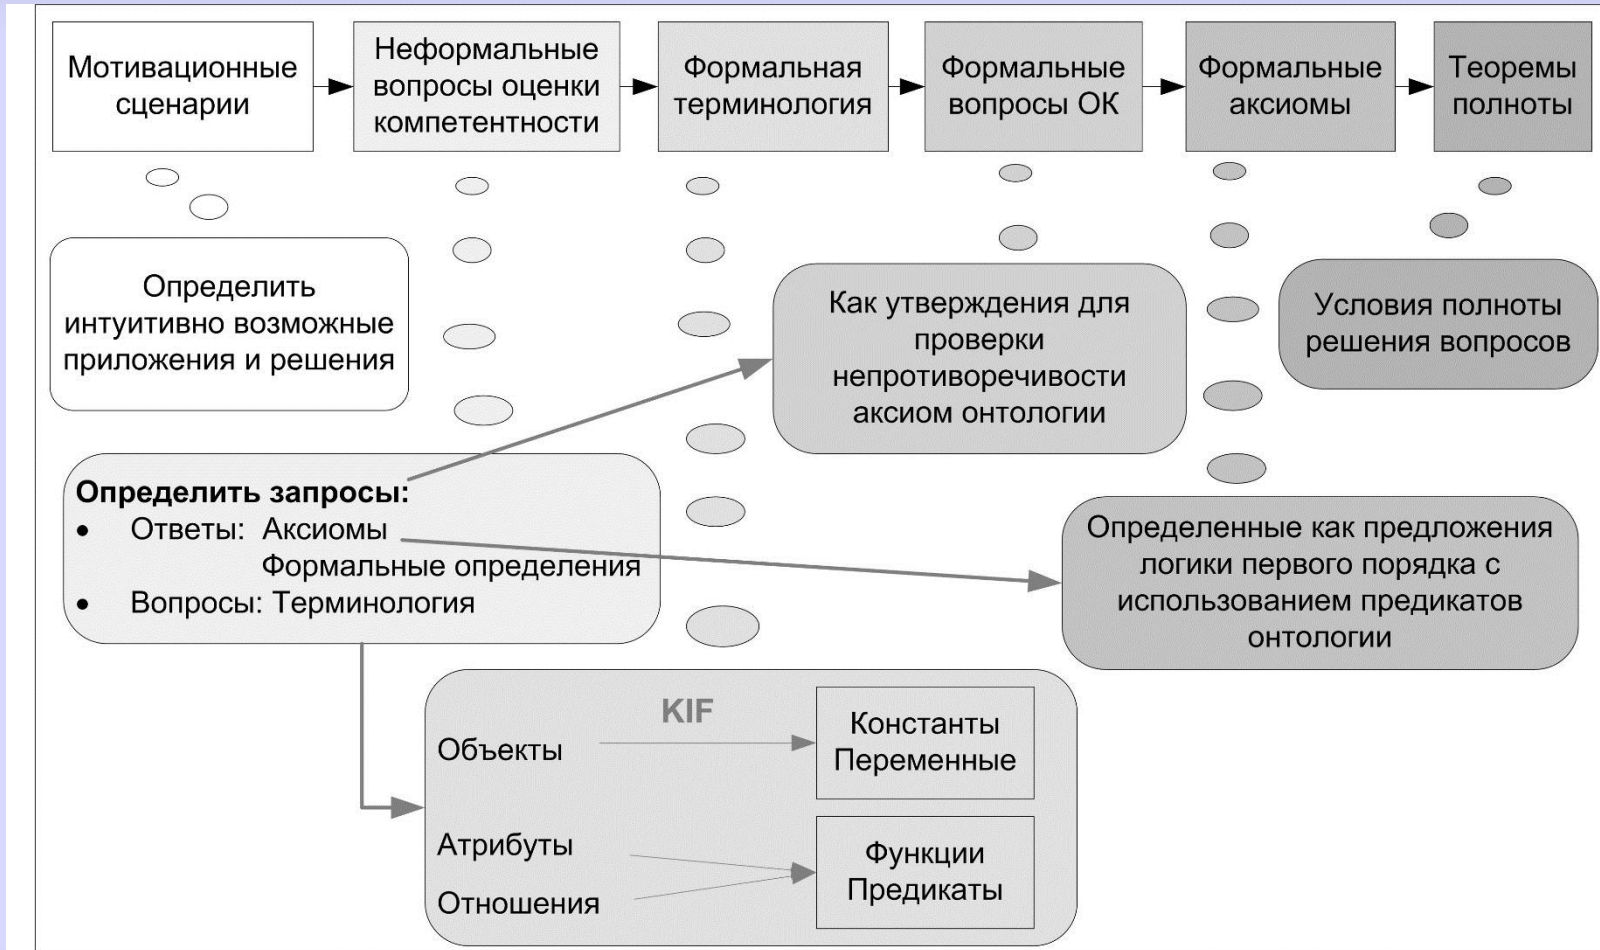 Мотивационные
сценарии
Неформальные
вопросы оценки
компетентности
Формальная
терминология
Формальные
вопросы ОК
Формальные
аксиомы
Теоремы
полноты
Определить
интуитивно возможные
приложения и решения
Как утверждения для
проверки
непротиворечивости
аксиом онтологии
Условия полноты
решения вопросов
Определить запросы:
• Ответы: Аксиомы
Формальные определения
• Вопросы: Терминология
Определенные как предложения
логики первого порядка с
использованием предикатов
онтологии
KIF
Объекты
Константы
Переменные
Атрибуты
Отношения
Функции
Предикаты